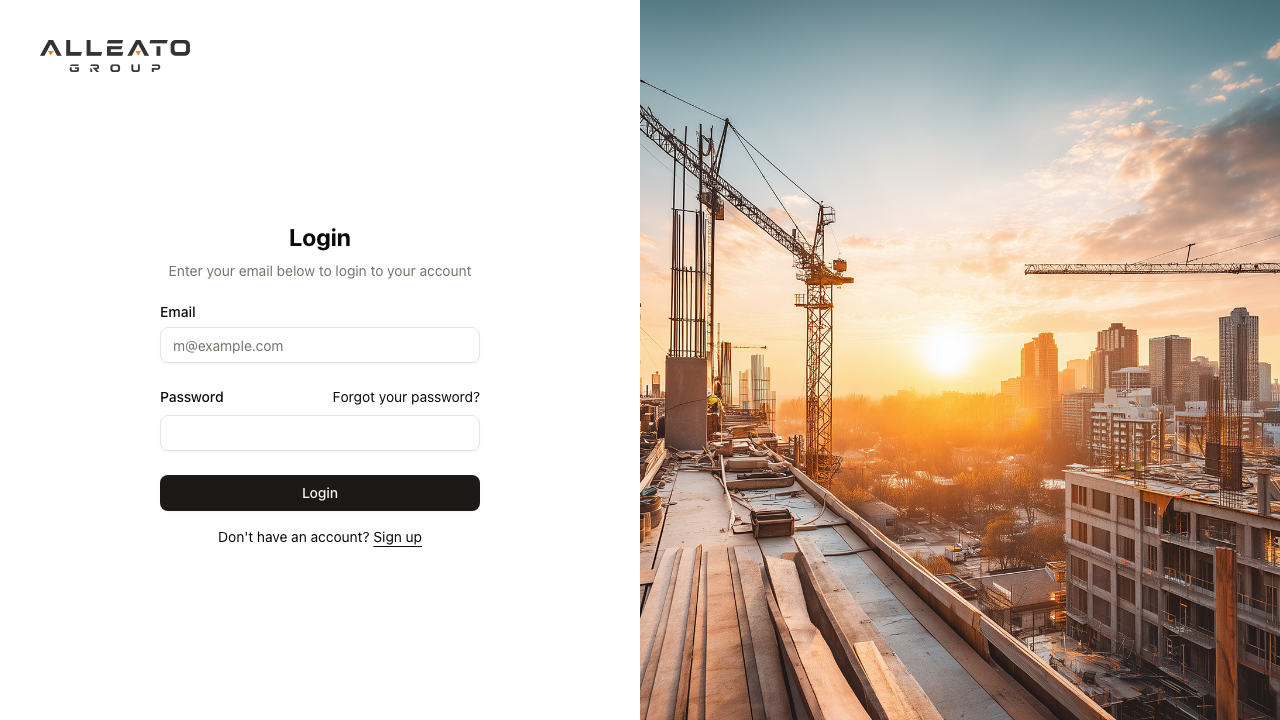 ALLEATO
GROUP
Login
Enter your email below to login to your account
Email
m@example.com
Password Forgot your password?
Login
Don't have an account? Sign up